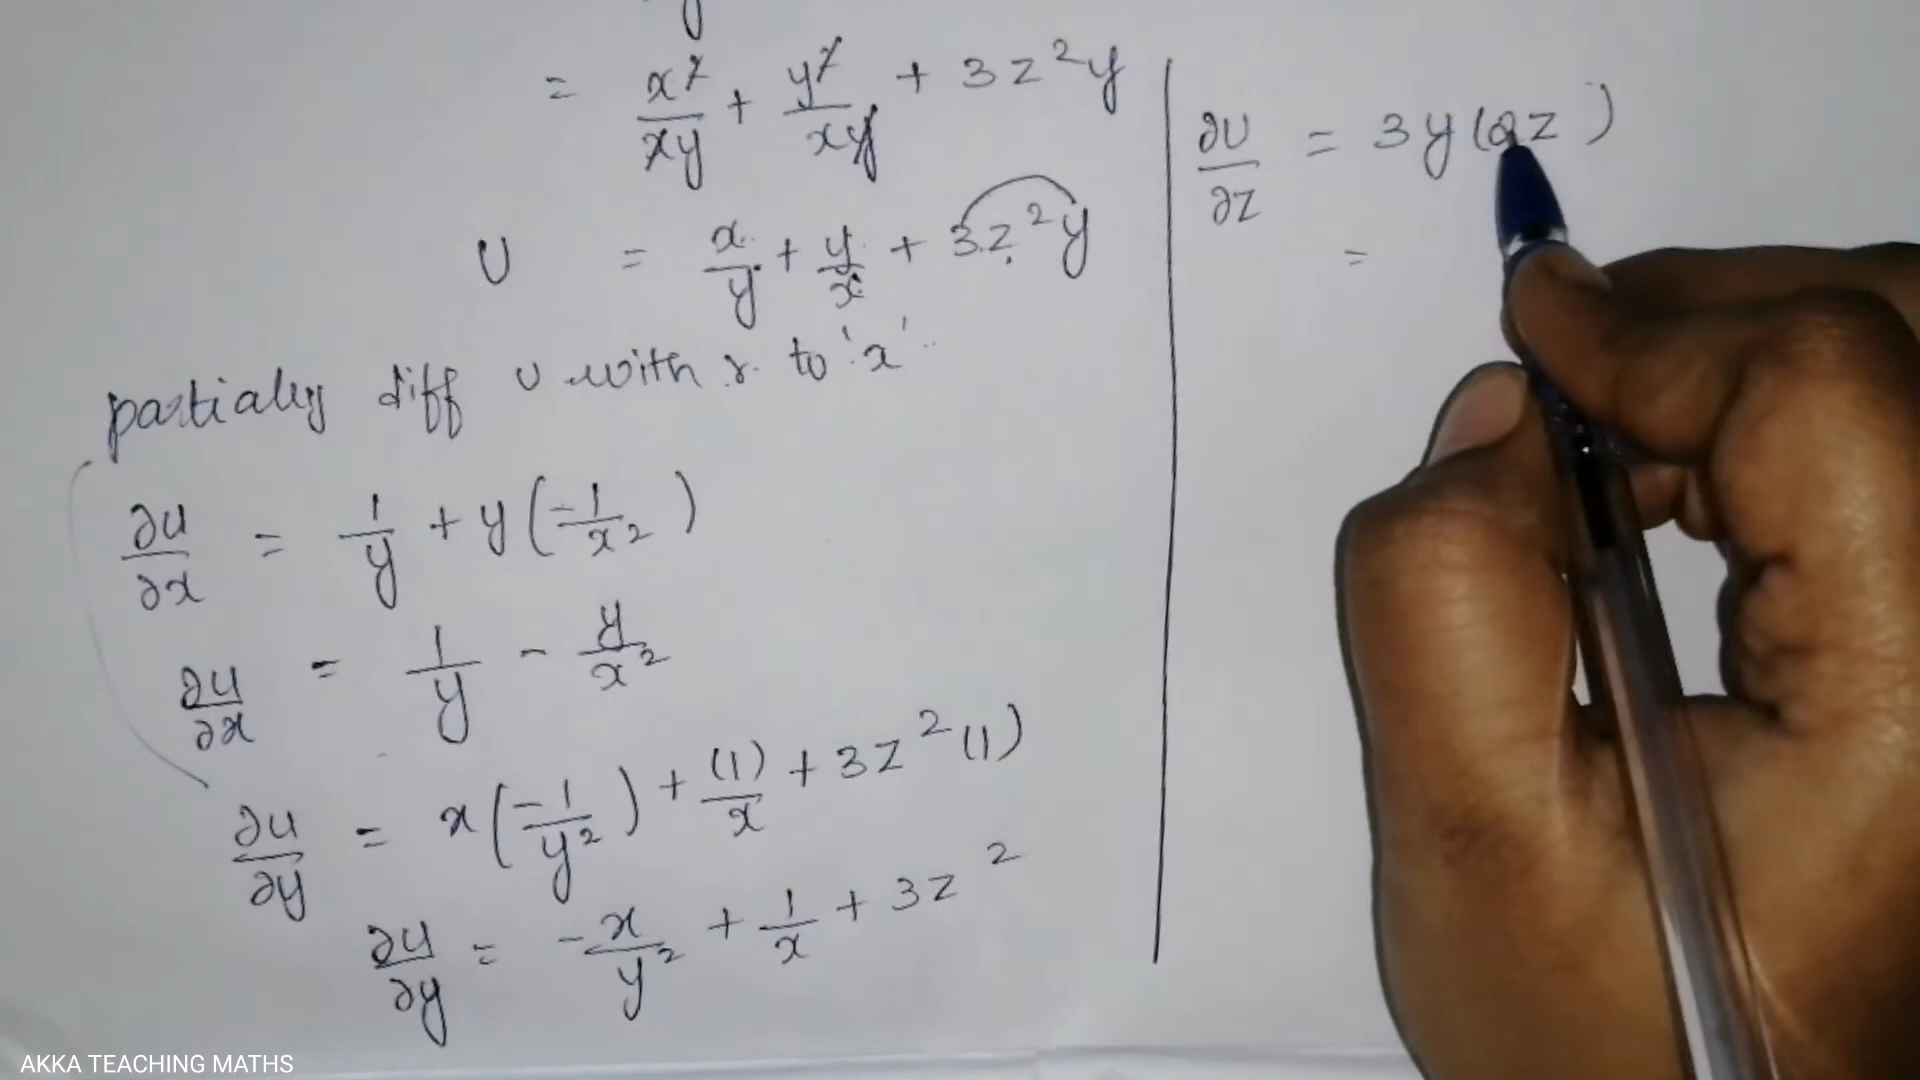 = x²/xy + y²/xy + 3z²y
U = x/y + y/x + 3z²y
partially diff U with r. to 'x'
∂u/∂x = 1/y + y(-1/x²)
∂u/∂x = 1/y - y/x²
∂u/∂y = x(-1/y²) + (1)/x + 3z²(1)
∂u/∂y = -x/y² + 1/x + 3z²
∂U/∂z = 3y(2z)
=
AKKA TEACHING MATHS